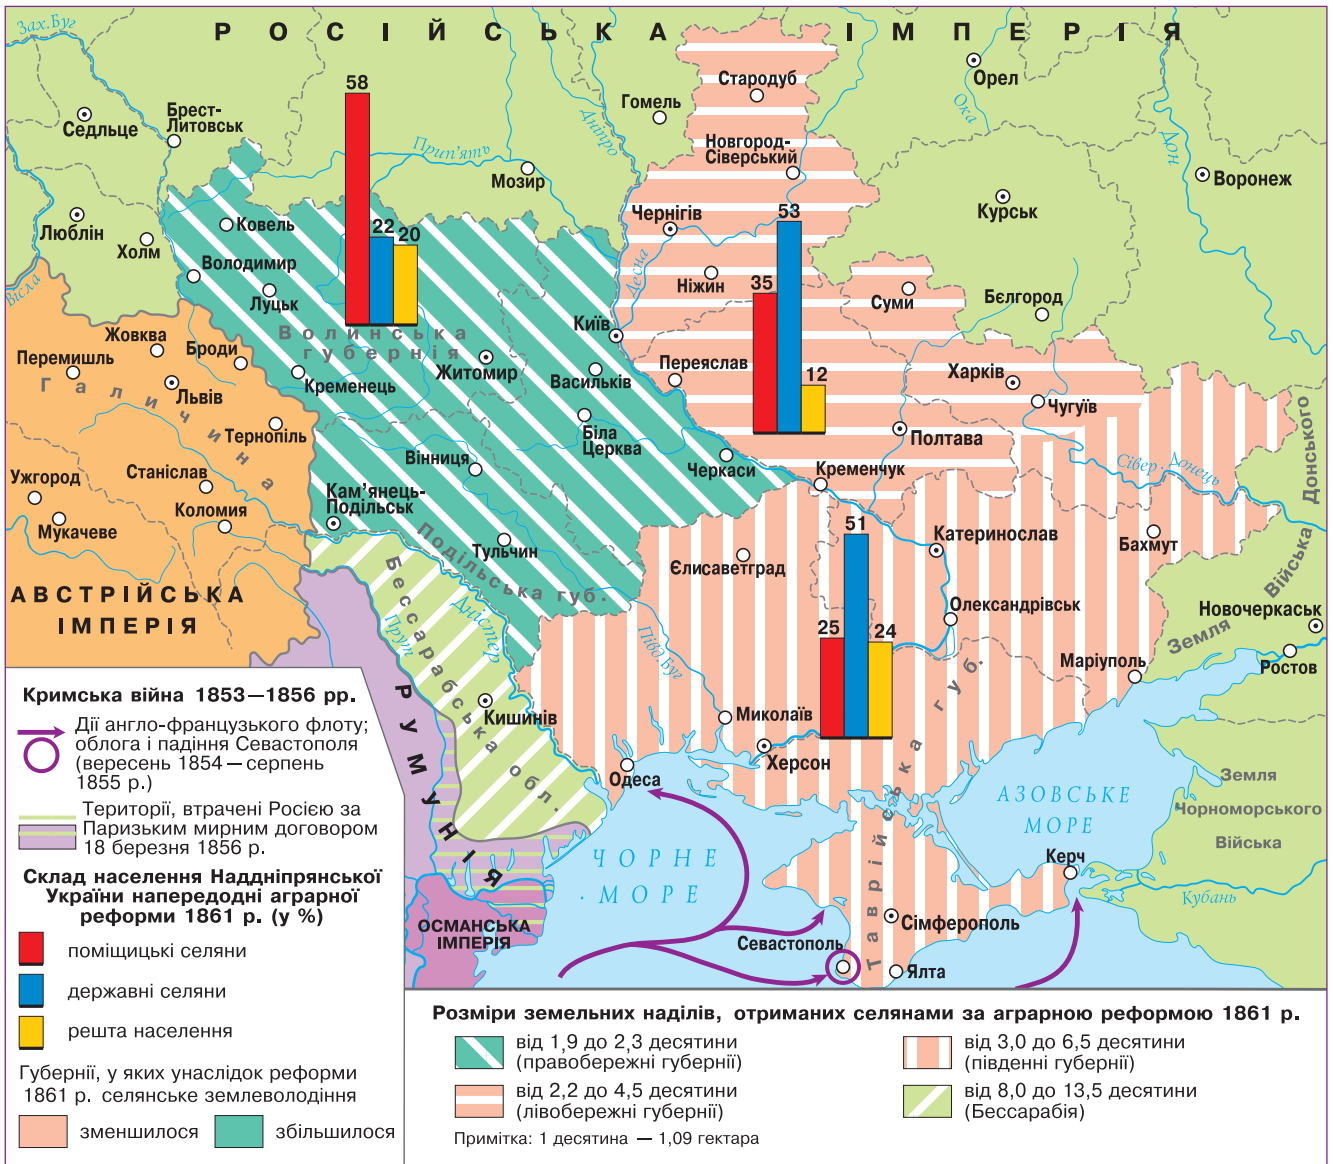 РОСІЙСЬКА ІМПЕРІЯ
Зах.Буг
Седльце
Брест-
Литовськ
Прип'ять
Мозир
Дніпро
Гомель
Стародуб
Новгород-
Сіверський
Орел
Ока
Дон
Воронеж
Курськ
Люблін
Холм
Вісла
Ковель
Володимир
Луцьк
58
22
20
Волинська
губернія
Чернігів
Десна
Ніжин
35
53
12
Суми
Бєлгород
Київ
Переяслав
Харків
Чугуїв
Жовква
Перемишль
Броди
Галичина
Львів
Кременець
Житомир
Васильків
Тернопіль
Біла
Церква
Полтава
Вінниця
Черкаси
Кременчук
Сівер. Донець
Ужгород
Станіслав
Мукачеве
Коломия
Кам'янець-
Подільськ
Подільська губ.
Тульчин
Єлисаветград
Катеринослав
Бахмут
Земля Війська Донського
АВСТРІЙСЬКА
ІМПЕРІЯ
Бессарабська обл.
Дністер
Прут
Півд.Буг
51
25
24
Олександрівськ
Новочеркаськ
Ростов
Маріуполь
Таврійська губ.
РУМУНІЯ
Кишинів
Миколаїв
Херсон
Одеса
АЗОВСЬКЕ
МОРЕ
Земля
Чорноморського
Війська
Керч
Кубань
ЧОРНЕ
МОРЕ
ОСМАНСЬКА
ІМПЕРІЯ
Севастополь
Сімферополь
Ялта
Кримська війна 1853—1856 рр.
Дії англо-французького флоту;
облога і падіння Севастополя
(вересень 1854—серпень
1855 р.)
Території, втрачені Росією за
Паризьким мирним договором
18 березня 1856 р.
Склад населення Наддніпрянської
України напередодні аграрної
реформи 1861 р. (у %)
поміщицькі селяни
державні селяни
решта населення
Губернії, у яких унаслідок реформи
1861 р. селянське землеволодіння
зменшилося
збільшилося
Розміри земельних наділів, отриманих селянами за аграрною реформою 1861 р.
від 1,9 до 2,3 десятини
(правобережні губернії)
від 2,2 до 4,5 десятини
(лівобережні губернії)
від 3,0 до 6,5 десятини
(південні губернії)
від 8,0 до 13,5 десятини
(Бессарабія)
Примітка: 1 десятина — 1,09 гектара